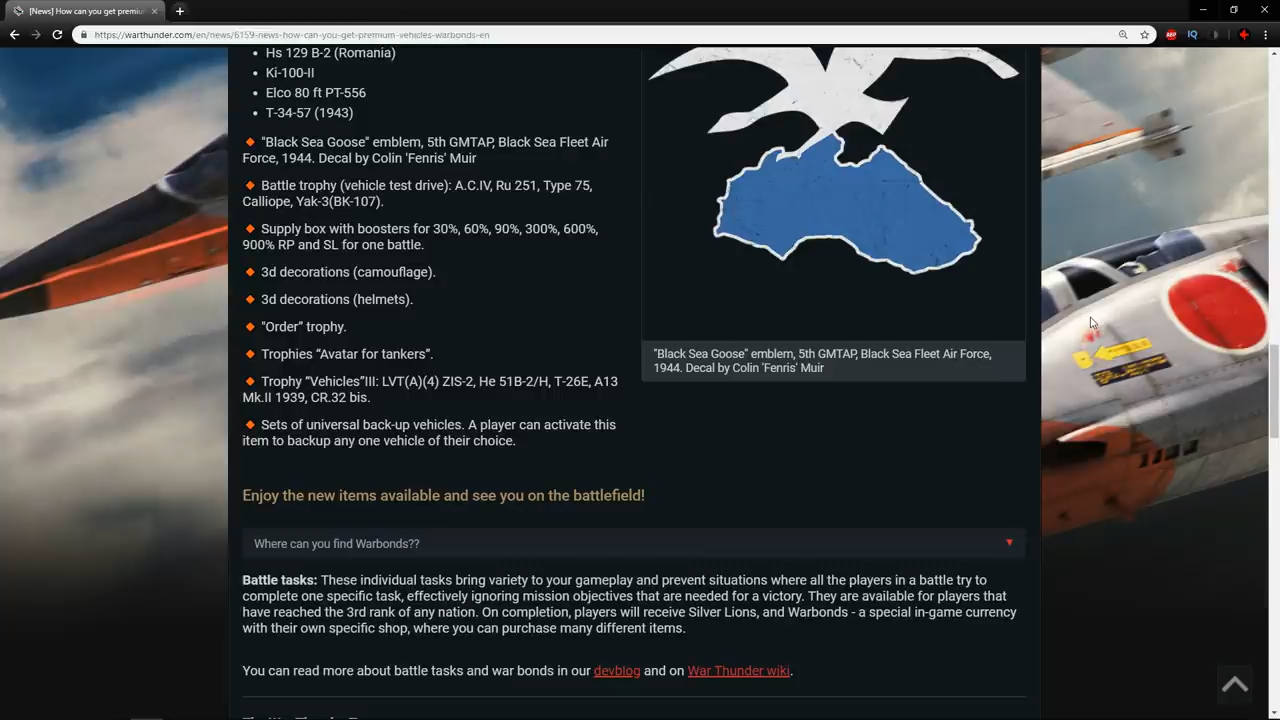 [News] How can you get premiu
https://warthunder.com/en/news/6159-news-how-can-you-get-premium-vehicles-warbonds-en
Hs 129 B-2 (Romania)
Ki-100-II
Elco 80 ft PT-556
T-34-57 (1943)
"Black Sea Goose" emblem, 5th GMTAP, Black Sea Fleet Air
Force, 1944. Decal by Colin 'Fenris' Muir
Battle trophy (vehicle test drive): A.C.IV, Ru 251, Type 75,
Calliope, Yak-3(BK-107).
Supply box with boosters for 30%, 60%, 90%, 300%, 600%,
900% RP and SL for one battle.
3d decorations (camouflage).
3d decorations (helmets).
"Order" trophy.
Trophies “Avatar for tankers”.
Trophy “Vehicles”III: LVT(A)(4) ZIS-2, He 51B-2/H, T-26E, A13
Mk.II 1939, CR.32 bis.
Sets of universal back-up vehicles. A player can activate this
item to backup any one vehicle of their choice.
"Black Sea Goose" emblem, 5th GMTAP, Black Sea Fleet Air Force,
1944. Decal by Colin 'Fenris' Muir
Enjoy the new items available and see you on the battlefield!
Where can you find Warbonds??
Battle tasks: These individual tasks bring variety to your gameplay and prevent situations where all the players in a battle try to
complete one specific task, effectively ignoring mission objectives that are needed for a victory. They are available for players that
have reached the 3rd rank of any nation. On completion, players will receive Silver Lions, and Warbonds - a special in-game currency
with their own specific shop, where you can purchase many different items.
You can read more about battle tasks and war bonds in our devblog and on War Thunder wiki.